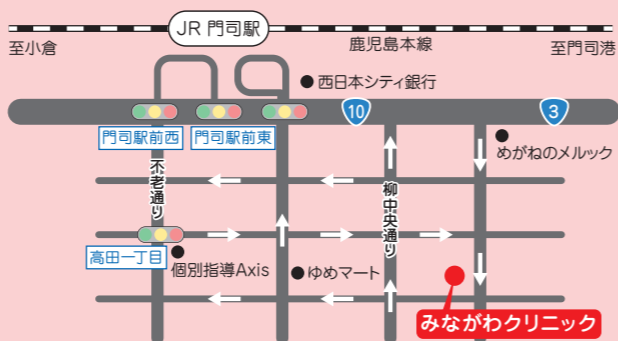 JR 門司駅
至小倉
鹿児島本線
至門司港
西日本シティ銀行
10
3
門司駅前西
門司駅前東
めがねのメルック
不老通り
柳中央通り
高田一丁目
個別指導Axis
ゆめマート
みながわクリニック